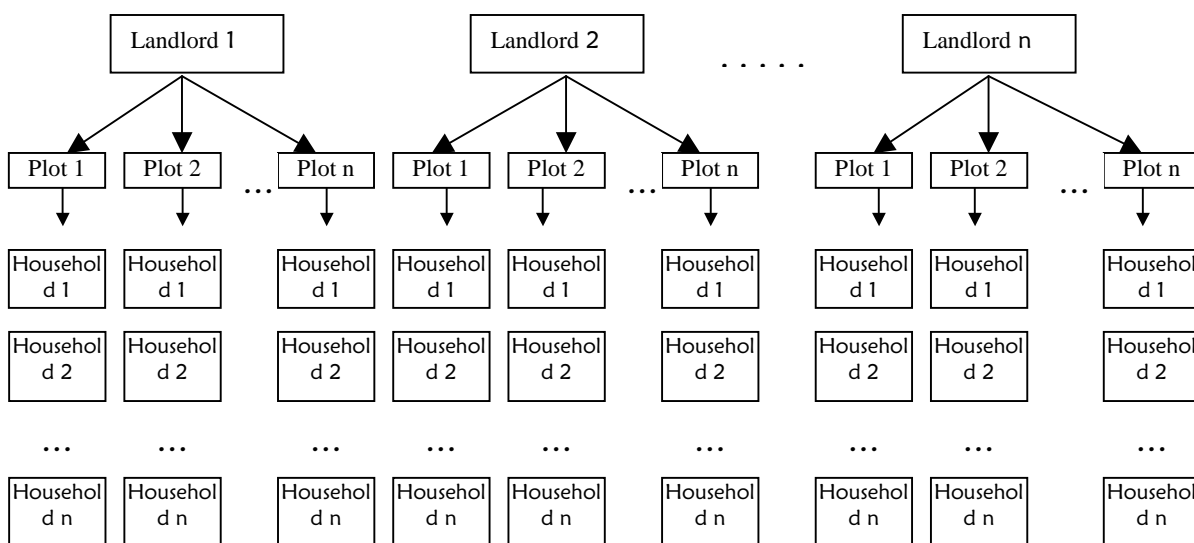 Landlord 1 Landlord 2 ..... Landlord n
Plot 1 Plot 2 ... Plot n Plot 1 Plot 2 ... Plot n Plot 1 Plot 2 ... Plot n
Househol Househol Househol Househol Househol Househol Househol Househol Househol
d 1 d 1 d 1 d 1 d 1 d 1 d 1 d 1 d 1
Househol Househol Househol Househol Househol Househol Househol Househol Househol
d 2 d 2 d 2 d 2 d 2 d 2 d 2 d 2 d 2
... ... ... ... ... ... ... ... ...
Househol Househol Househol Househol Househol Househol Househol Househol Househol
d n d n d n d n d n d n d n d n d n